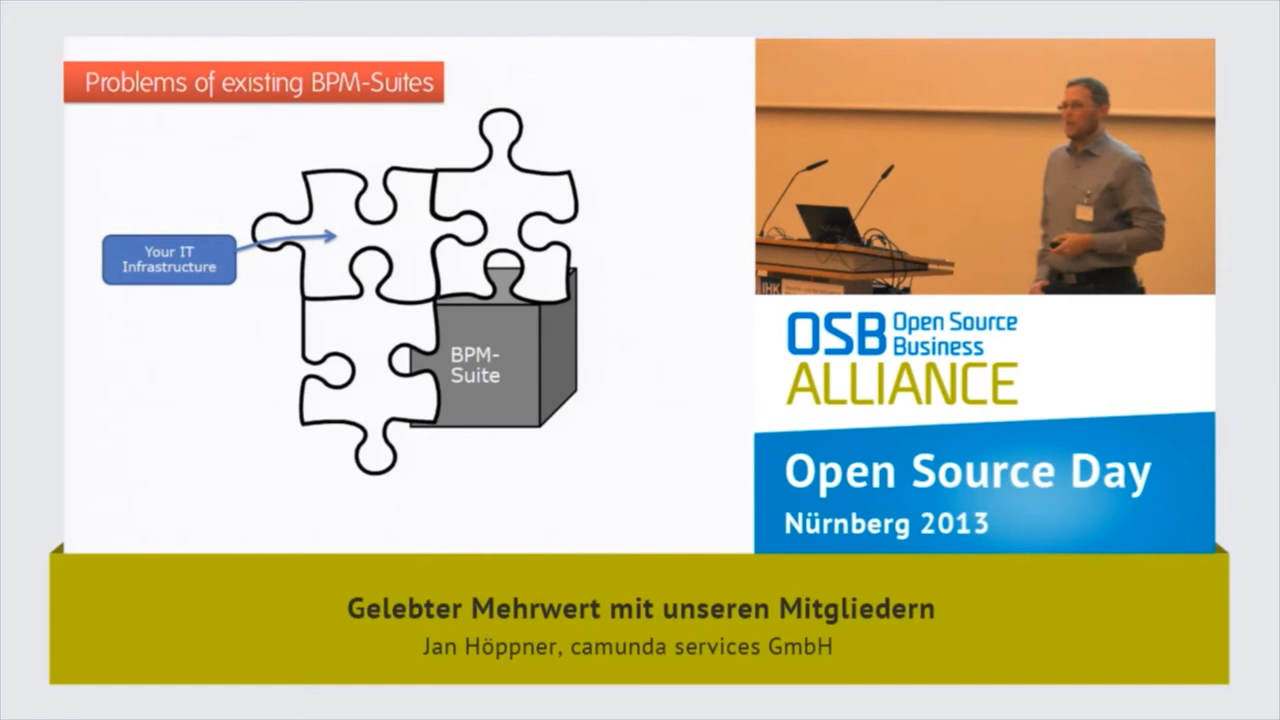 Problems of existing BPM-Suites
Your IT
Infrastructure
BPM-
Suite
IHK
OSB Open Source
Business
ALLIANCE
Open Source Day
Nürnberg 2013
Gelebter Mehrwert mit unseren Mitgliedern
Jan Höppner, camunda services GmbH